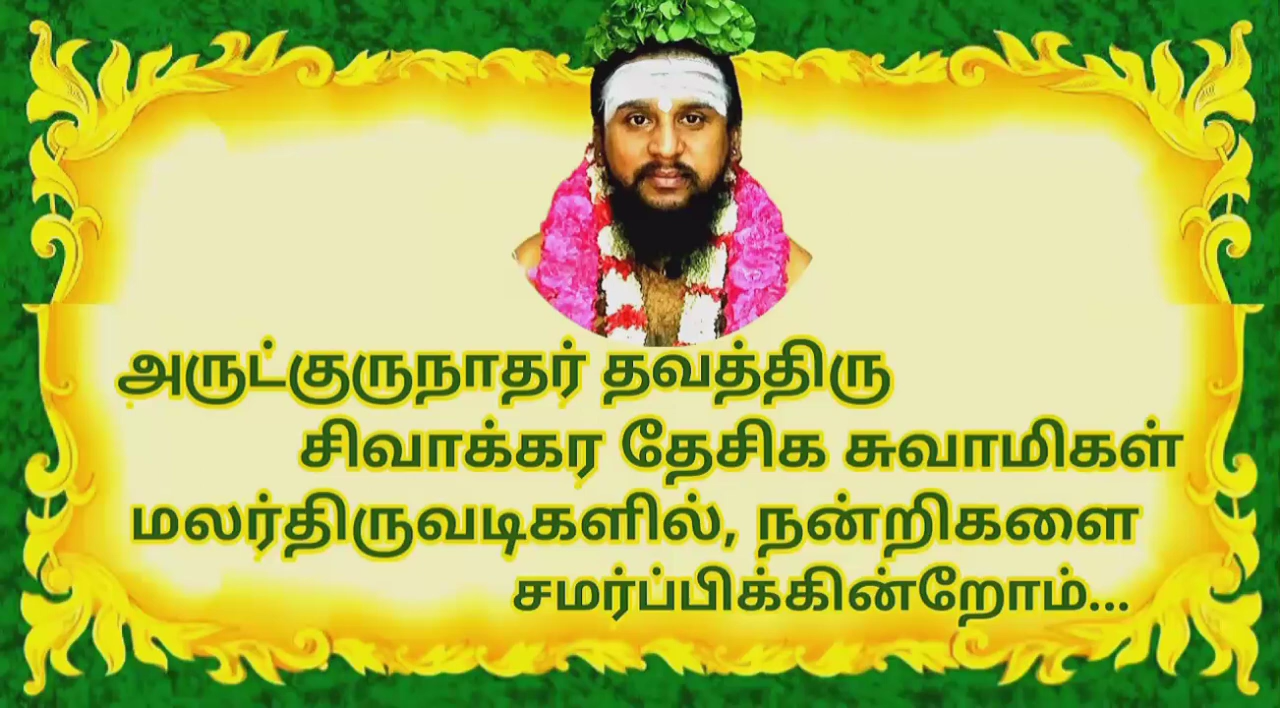 அருட்குருநாதர் தவத்திரு
சிவாக்கர தேசிக சுவாமிகள்
மலர்திருவடிகளில், நன்றிகளை
சமர்ப்பிக்கின்றோம்...